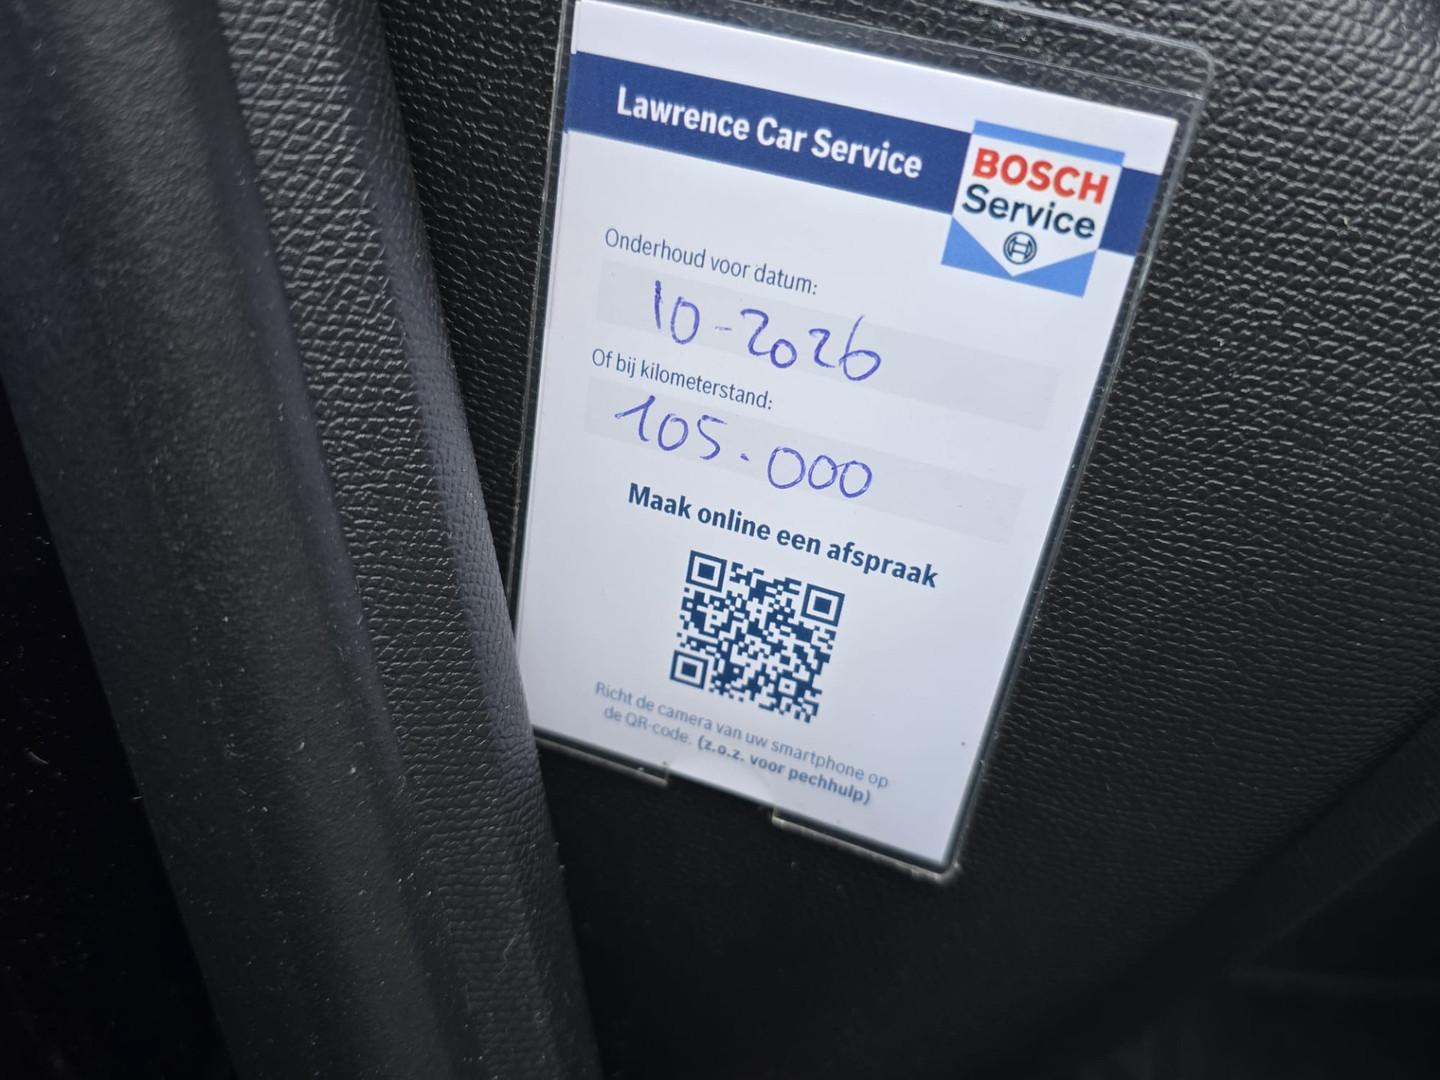 Lawrence Car Service
BOSCH
Service
Onderhoud voor datum:
10-2026
Of bij kilometerstand:
105.000
Maak online een afspraak
Richt de camera van uw smartphone op
de QR-code. (z.o.z. voor pechhulp)